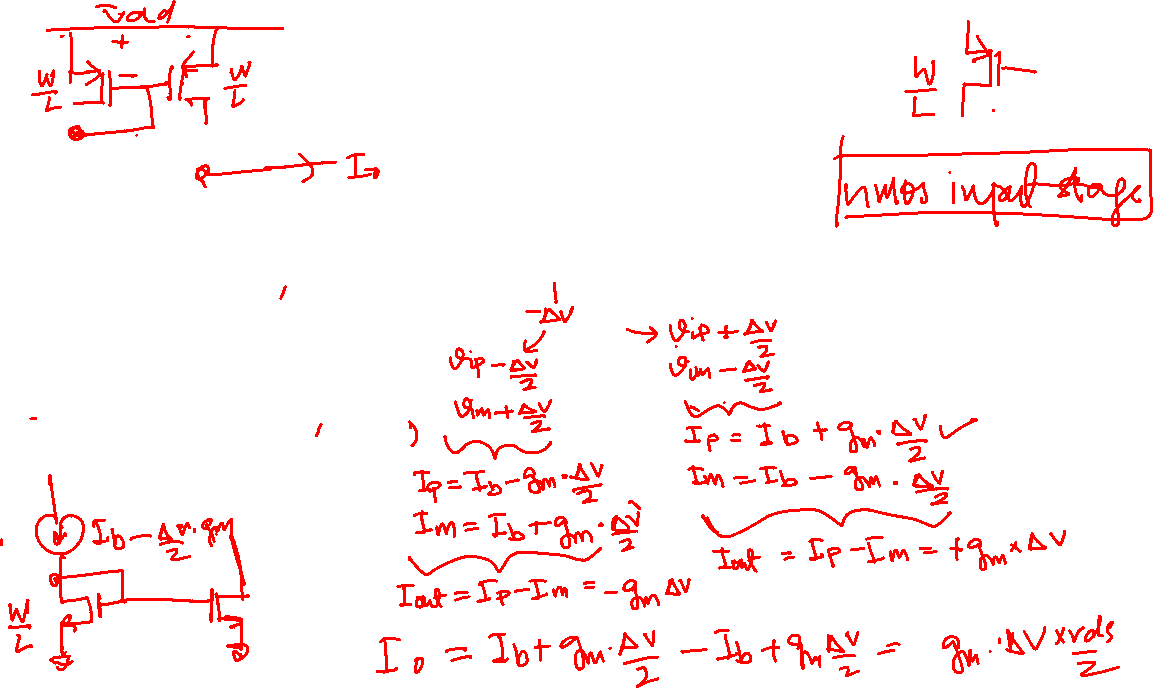 Vdd
+
W/L
−
W/L
I₀
W/L
nmos input stage
-ΔV
vip - ΔV/2
vim + ΔV/2
Ip = Ib - gm·ΔV/2
Im = Ib + gm·ΔV/2
Iout = Ip - Im = -gm ΔV
→ vip + ΔV/2
vim - ΔV/2
Ip = Ib + gm·ΔV/2 ✓
Im = Ib - gm·ΔV/2
Iout = Ip - Im = +gm × ΔV
Ib - ΔV/2·gm
W/L
I₀ = Ib + gm·ΔV/2 - Ib + gm ΔV/2 = gm·ΔV × rds/2